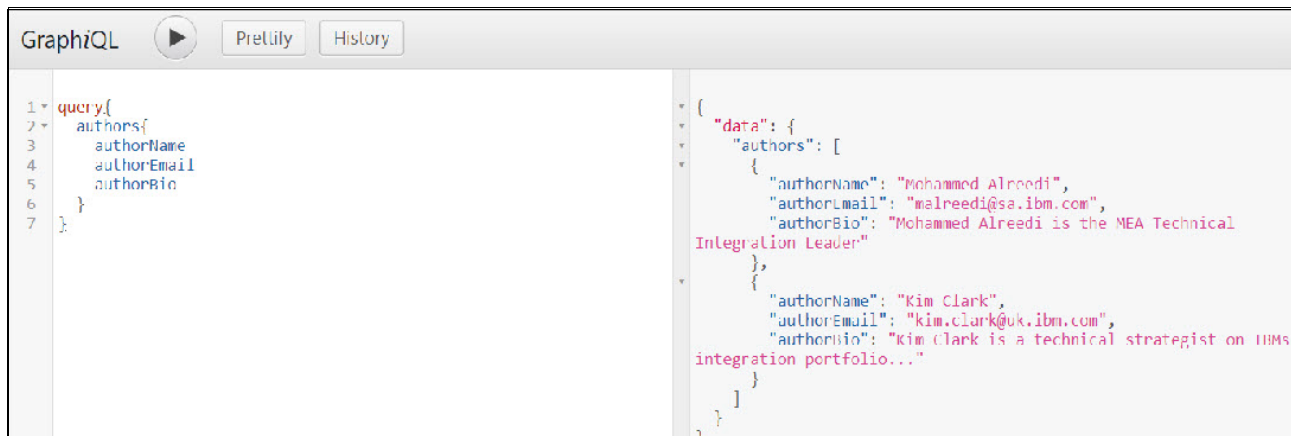 GraphiQL Prettify History
1 query{
2 authors{
3 authorName
4 authorEmail
5 authorBio
6 }
7 }
{
"data": {
"authors": [
{
"authorName": "Mohammed Alreedi",
"authorEmail": "malreedi@sa.ibm.com",
"authorBio": "Mohammed Alreedi is the MEA Technical
Integration Leader"
},
{
"authorName": "Kim Clark",
"authorEmail": "kim.clark@uk.ibm.com",
"authorBio": "Kim Clark is a technical strategist on IBMs
integration portfolio..."
}
]
}
}